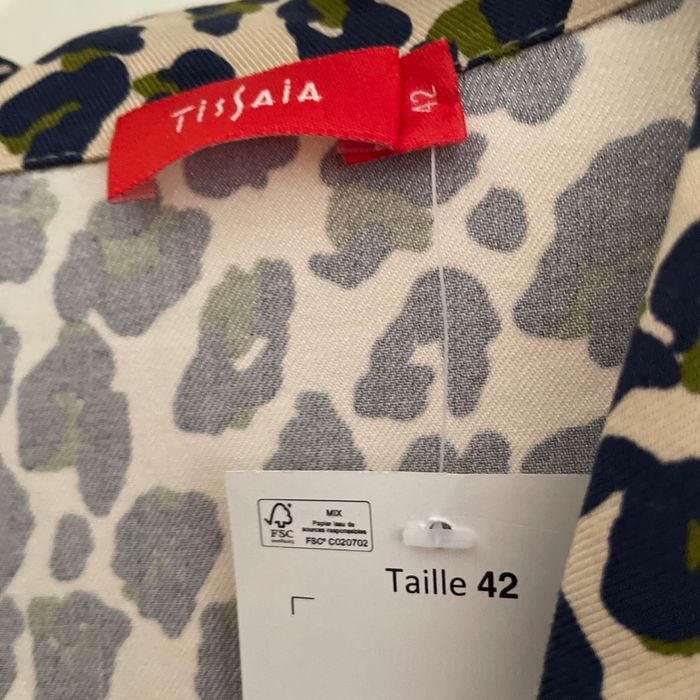 TISSAIA
42
FSC
MIX
Papier issu de
sources responsables
FSC® C020702
Taille 42